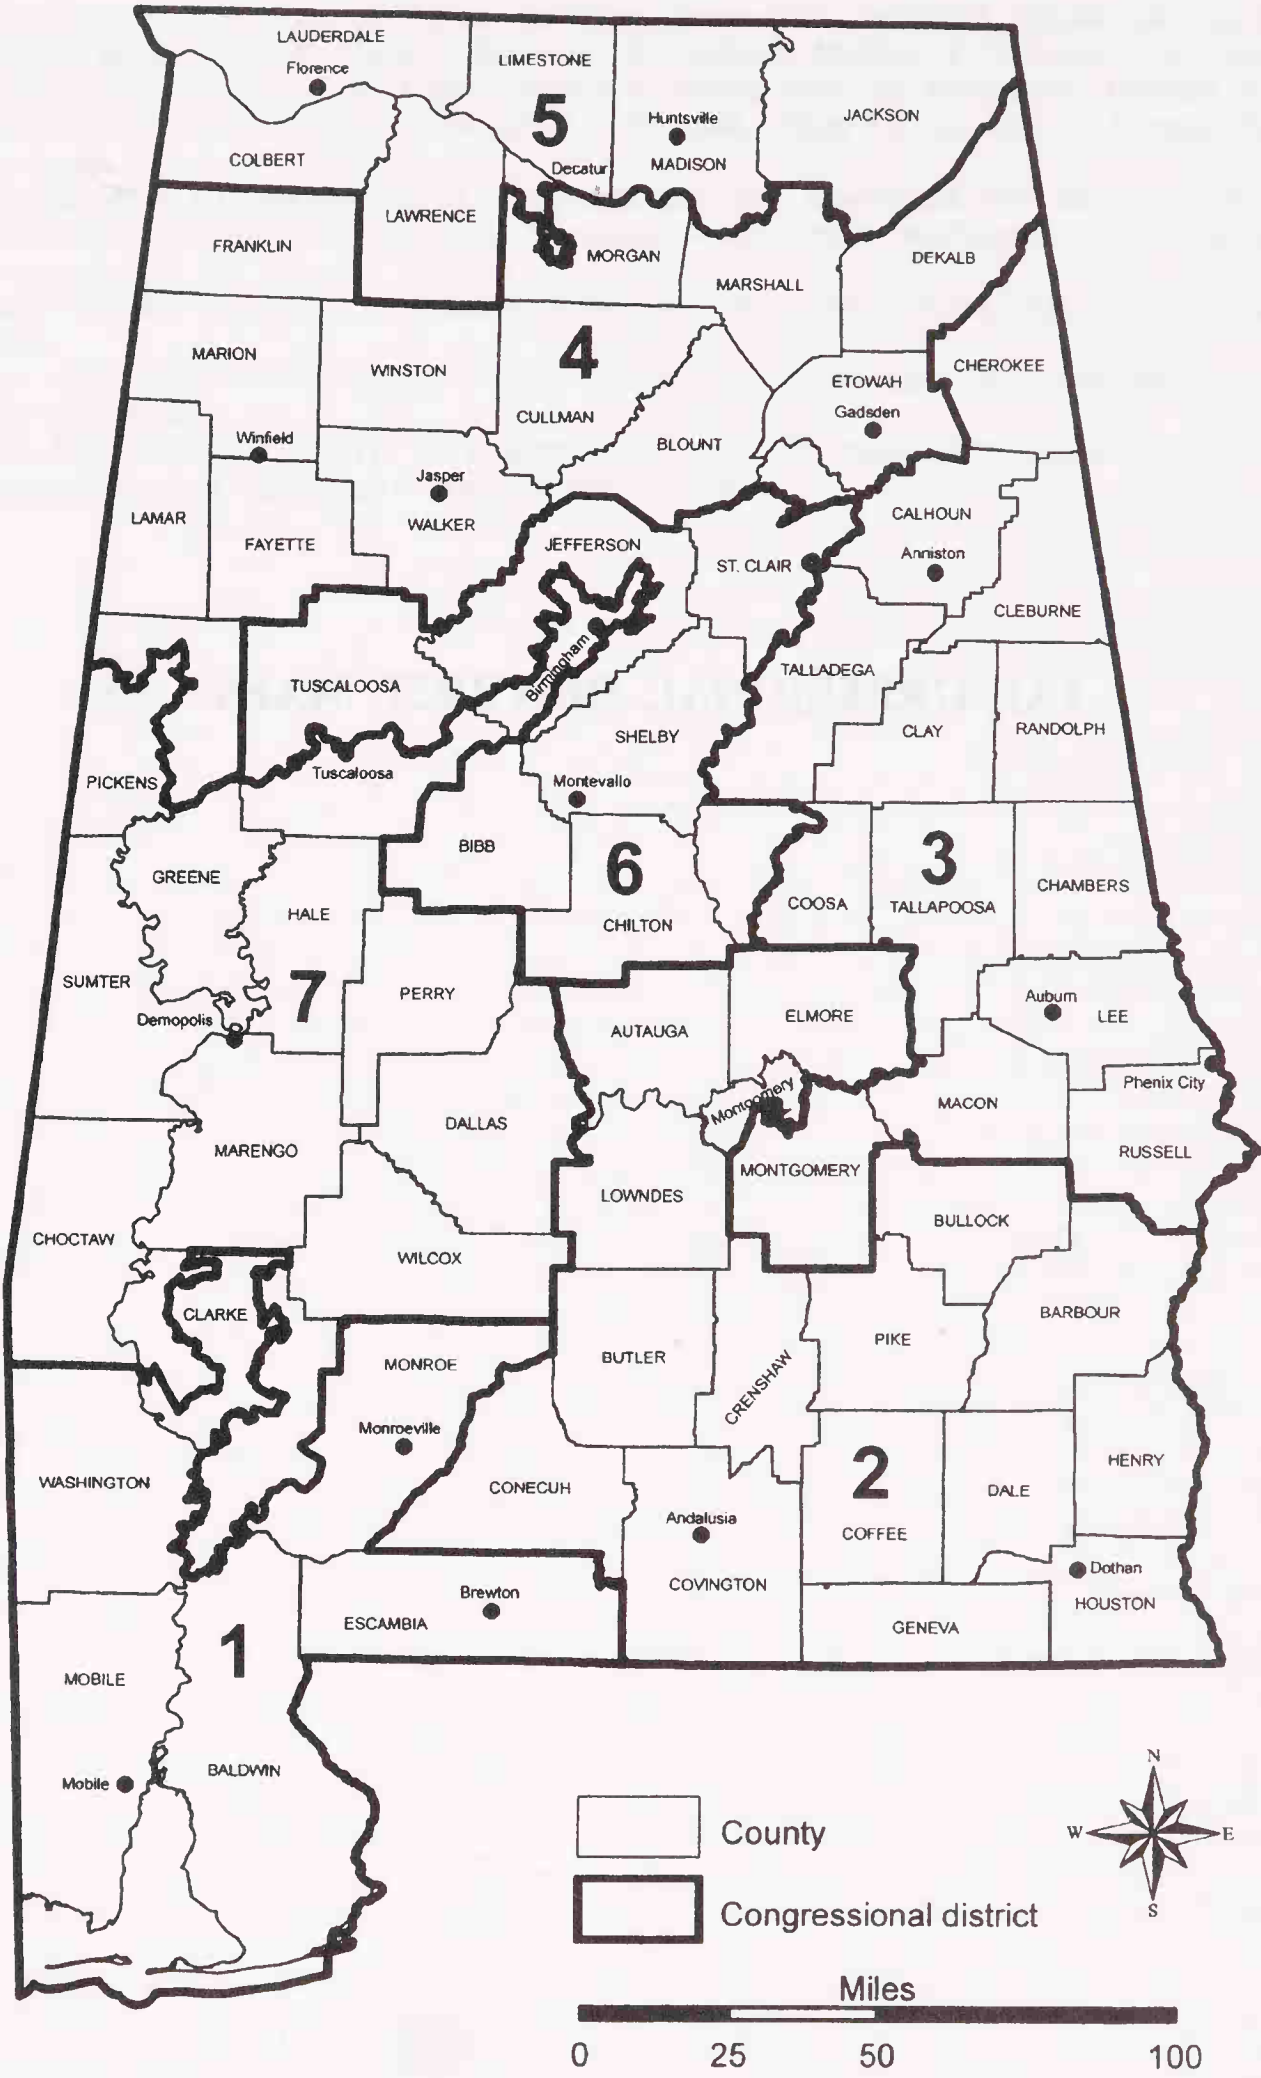 LAUDERDALE
Florence
LIMESTONE
5
Huntsville
JACKSON
COLBERT
Decatur
MADISON
LAWRENCE
FRANKLIN
MORGAN
DEKALB
MARSHALL
MARION
4
WINSTON
CHEROKEE
ETOWAH
CULLMAN
Gadsden
Winfield
BLOUNT
Jasper
LAMAR
WALKER
CALHOUN
FAYETTE
JEFFERSON
Anniston
ST. CLAIR
CLEBURNE
Birmingham
TALLADEGA
TUSCALOOSA
SHELBY
CLAY
RANDOLPH
Tuscaloosa
PICKENS
Montevallo
BIBB
6
3
GREENE
CHAMBERS
HALE
COOSA
TALLAPOOSA
CHILTON
SUMTER
7
PERRY
Auburn
LEE
Demopolis
AUTAUGA
ELMORE
Phenix City
Montgomery
MACON
DALLAS
MARENGO
RUSSELL
MONTGOMERY
LOWNDES
BULLOCK
CHOCTAW
WILCOX
CLARKE
BARBOUR
PIKE
MONROE
BUTLER
CRENSHAW
Monroeville
WASHINGTON
CONECUH
2
HENRY
DALE
Andalusia
COFFEE
Dothan
COVINGTON
Brewton
HOUSTON
ESCAMBIA
GENEVA
1
MOBILE
BALDWIN
Mobile
N
W
E
S
County
Congressional district
Miles
0 25 50 100